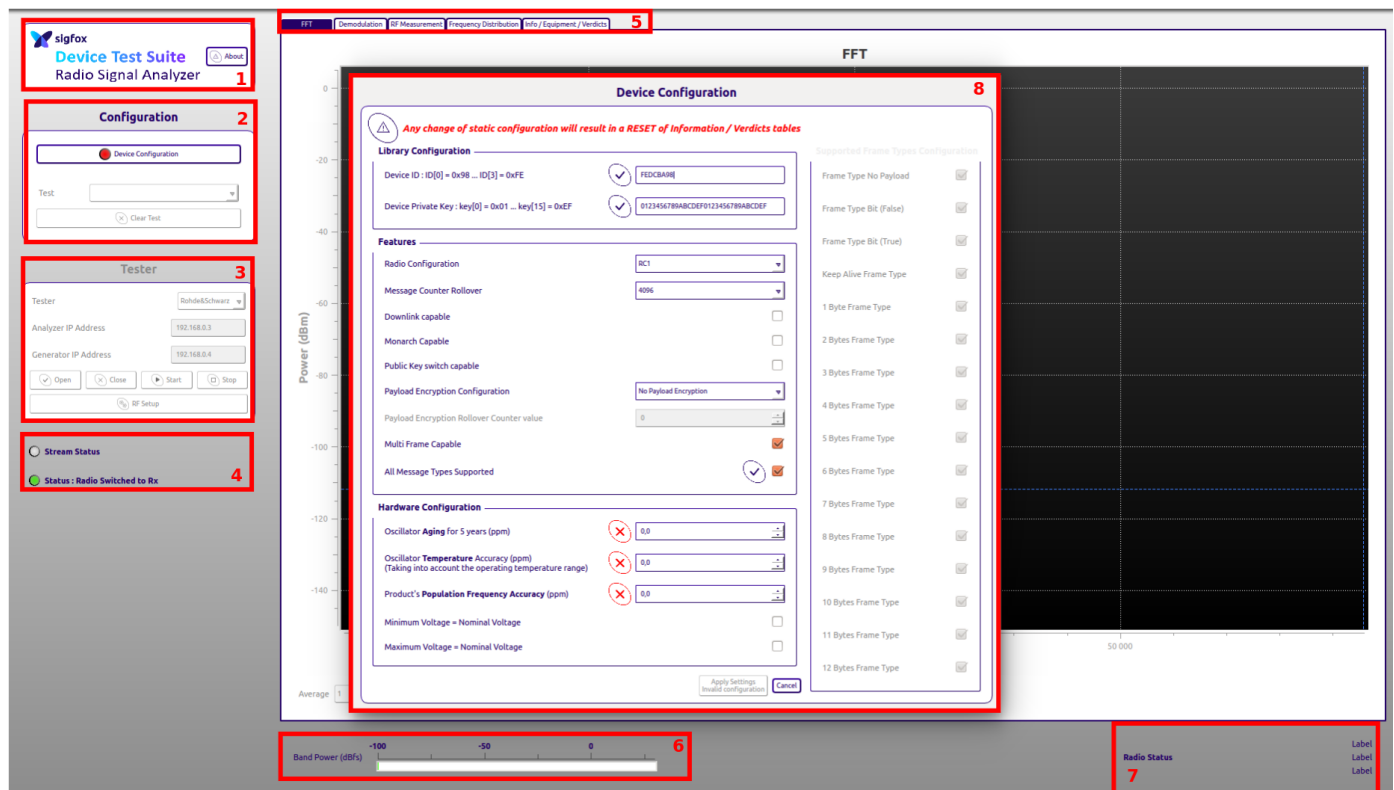 sigfox
Device Test Suite
About
Radio Signal Analyzer
1
Configuration
2
Device Configuration
Test
Clear Test
Tester
3
Tester
Rohde&Schwarz
Analyzer IP Address
192.168.0.3
Generator IP Address
192.168.0.4
Open
Close
Start
Stop
RF Setup
Stream Status
4
Status : Radio Switched to Rx
FFT
Demodulation
RF Measurement
Frequency Distribution
Info / Equipment / Verdicts
5
FFT
Power (dBm)
0
-20
-40
-60
-80
-100
-120
-140
50 000
Average
1
Device Configuration
8
Any change of static configuration will result in a RESET of Information / Verdicts tables
Library Configuration
Device ID : ID[0] = 0x98 ... ID[3] = 0xFE
FEDCBA98
Device Private Key : key[0] = 0x01 ... key[15] = 0xEF
0123456789ABCDEF0123456789ABCDEF
Features
Radio Configuration
RC1
Message Counter Rollover
4096
Downlink capable
Monarch Capable
Public Key switch capable
Payload Encryption Configuration
No Payload Encryption
Payload Encryption Rollover Counter value
0
Multi Frame Capable
All Message Types Supported
Hardware Configuration
Oscillator Aging for 5 years (ppm)
0,0
Oscillator Temperature Accuracy (ppm)
(Taking into account the operating temperature range)
0,0
Product's Population Frequency Accuracy (ppm)
0,0
Minimum Voltage = Nominal Voltage
Maximum Voltage = Nominal Voltage
Supported Frame Types Configuration
Frame Type No Payload
Frame Type Bit (False)
Frame Type Bit (True)
Keep Alive Frame Type
1 Byte Frame Type
2 Bytes Frame Type
3 Bytes Frame Type
4 Bytes Frame Type
5 Bytes Frame Type
6 Bytes Frame Type
7 Bytes Frame Type
8 Bytes Frame Type
9 Bytes Frame Type
10 Bytes Frame Type
11 Bytes Frame Type
12 Bytes Frame Type
Apply Settings
Invalid configuration
Cancel
-100
-50
0
6
Band Power (dBfs)
Radio Status
Label
Label
Label
7